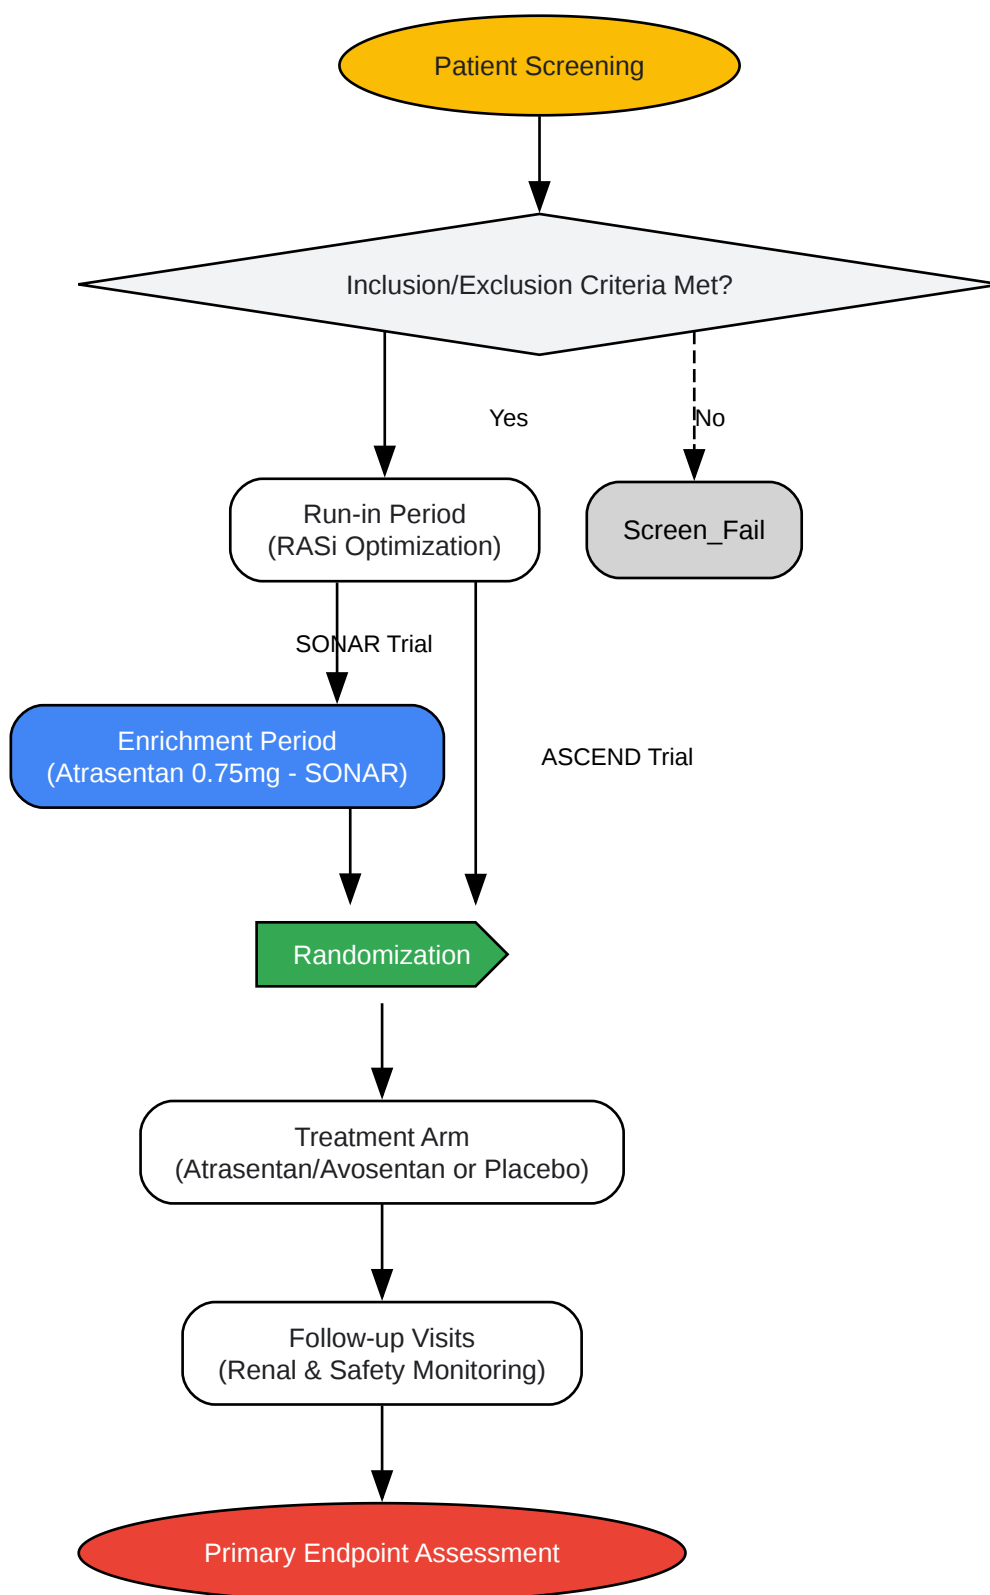 Patient Screening
Inclusion/Exclusion Criteria Met?
Yes
No
Run-in Period
(RASi Optimization)
Screen_Fail
SONAR Trial
Enrichment Period
(Atrasentan 0.75mg - SONAR)
ASCEND Trial
Randomization
Treatment Arm
(Atrasentan/Avosentan or Placebo)
Follow-up Visits
(Renal & Safety Monitoring)
Primary Endpoint Assessment